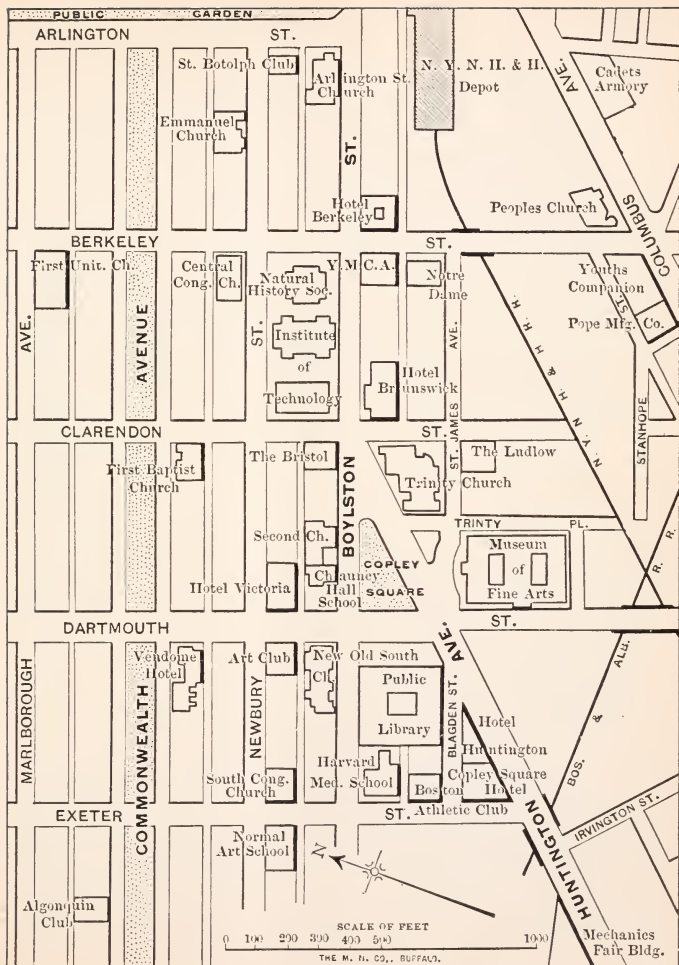 PUBLIC GARDEN
ARLINGTON ST.
St. Botolph Club
Arlington St.
Church
N. Y. N. H. & H.
Depot
AVE.
Cadets
Armory
Emmanuel
Church
ST.
Hotel
Berkeley
Peoples Church
COLUMBUS
BERKELEY ST.
First Unit. Ch.
Central
Cong. Ch.
Natural
History Soc.
Y. M. C. A.
Notre
Dame
Youths
Companion
ST.
Pope Mfg. Co.
AVE.
AVENUE
ST.
Institute
of
Technology
Hotel
Brunswick
ST. JAMES AVE.
N. Y. N. H. & H. R. R.
STANHOPE
CLARENDON ST.
First Baptist
Church
The Bristol
BOYLSTON
Trinity Church
The Ludlow
TRINTY PL.
Second Ch.
Hotel Victoria
Chauncy
Hall
School
COPLEY
SQUARE
Museum
of
Fine Arts
R. R.
DARTMOUTH ST.
MARLBOROUGH
COMMONWEALTH
Vendome
Hotel
NEWBURY
Art Club
New Old South
Ch.
Public
Library
AVE.
BLAGDEN ST.
Hotel
Huntington
BOS. & ALB.
South Cong.
Church
Harvard
Med. School
Boston
Athletic Club
Copley Square
Hotel
EXETER ST.
HUNTINGTON
IRVINGTON ST.
Normal
Art School
N
Algonquin
Club
SCALE OF FEET
0 100 200 300 400 500 1000
THE M. N. CO., BUFFALO.
Mechanics
Fair Bldg.